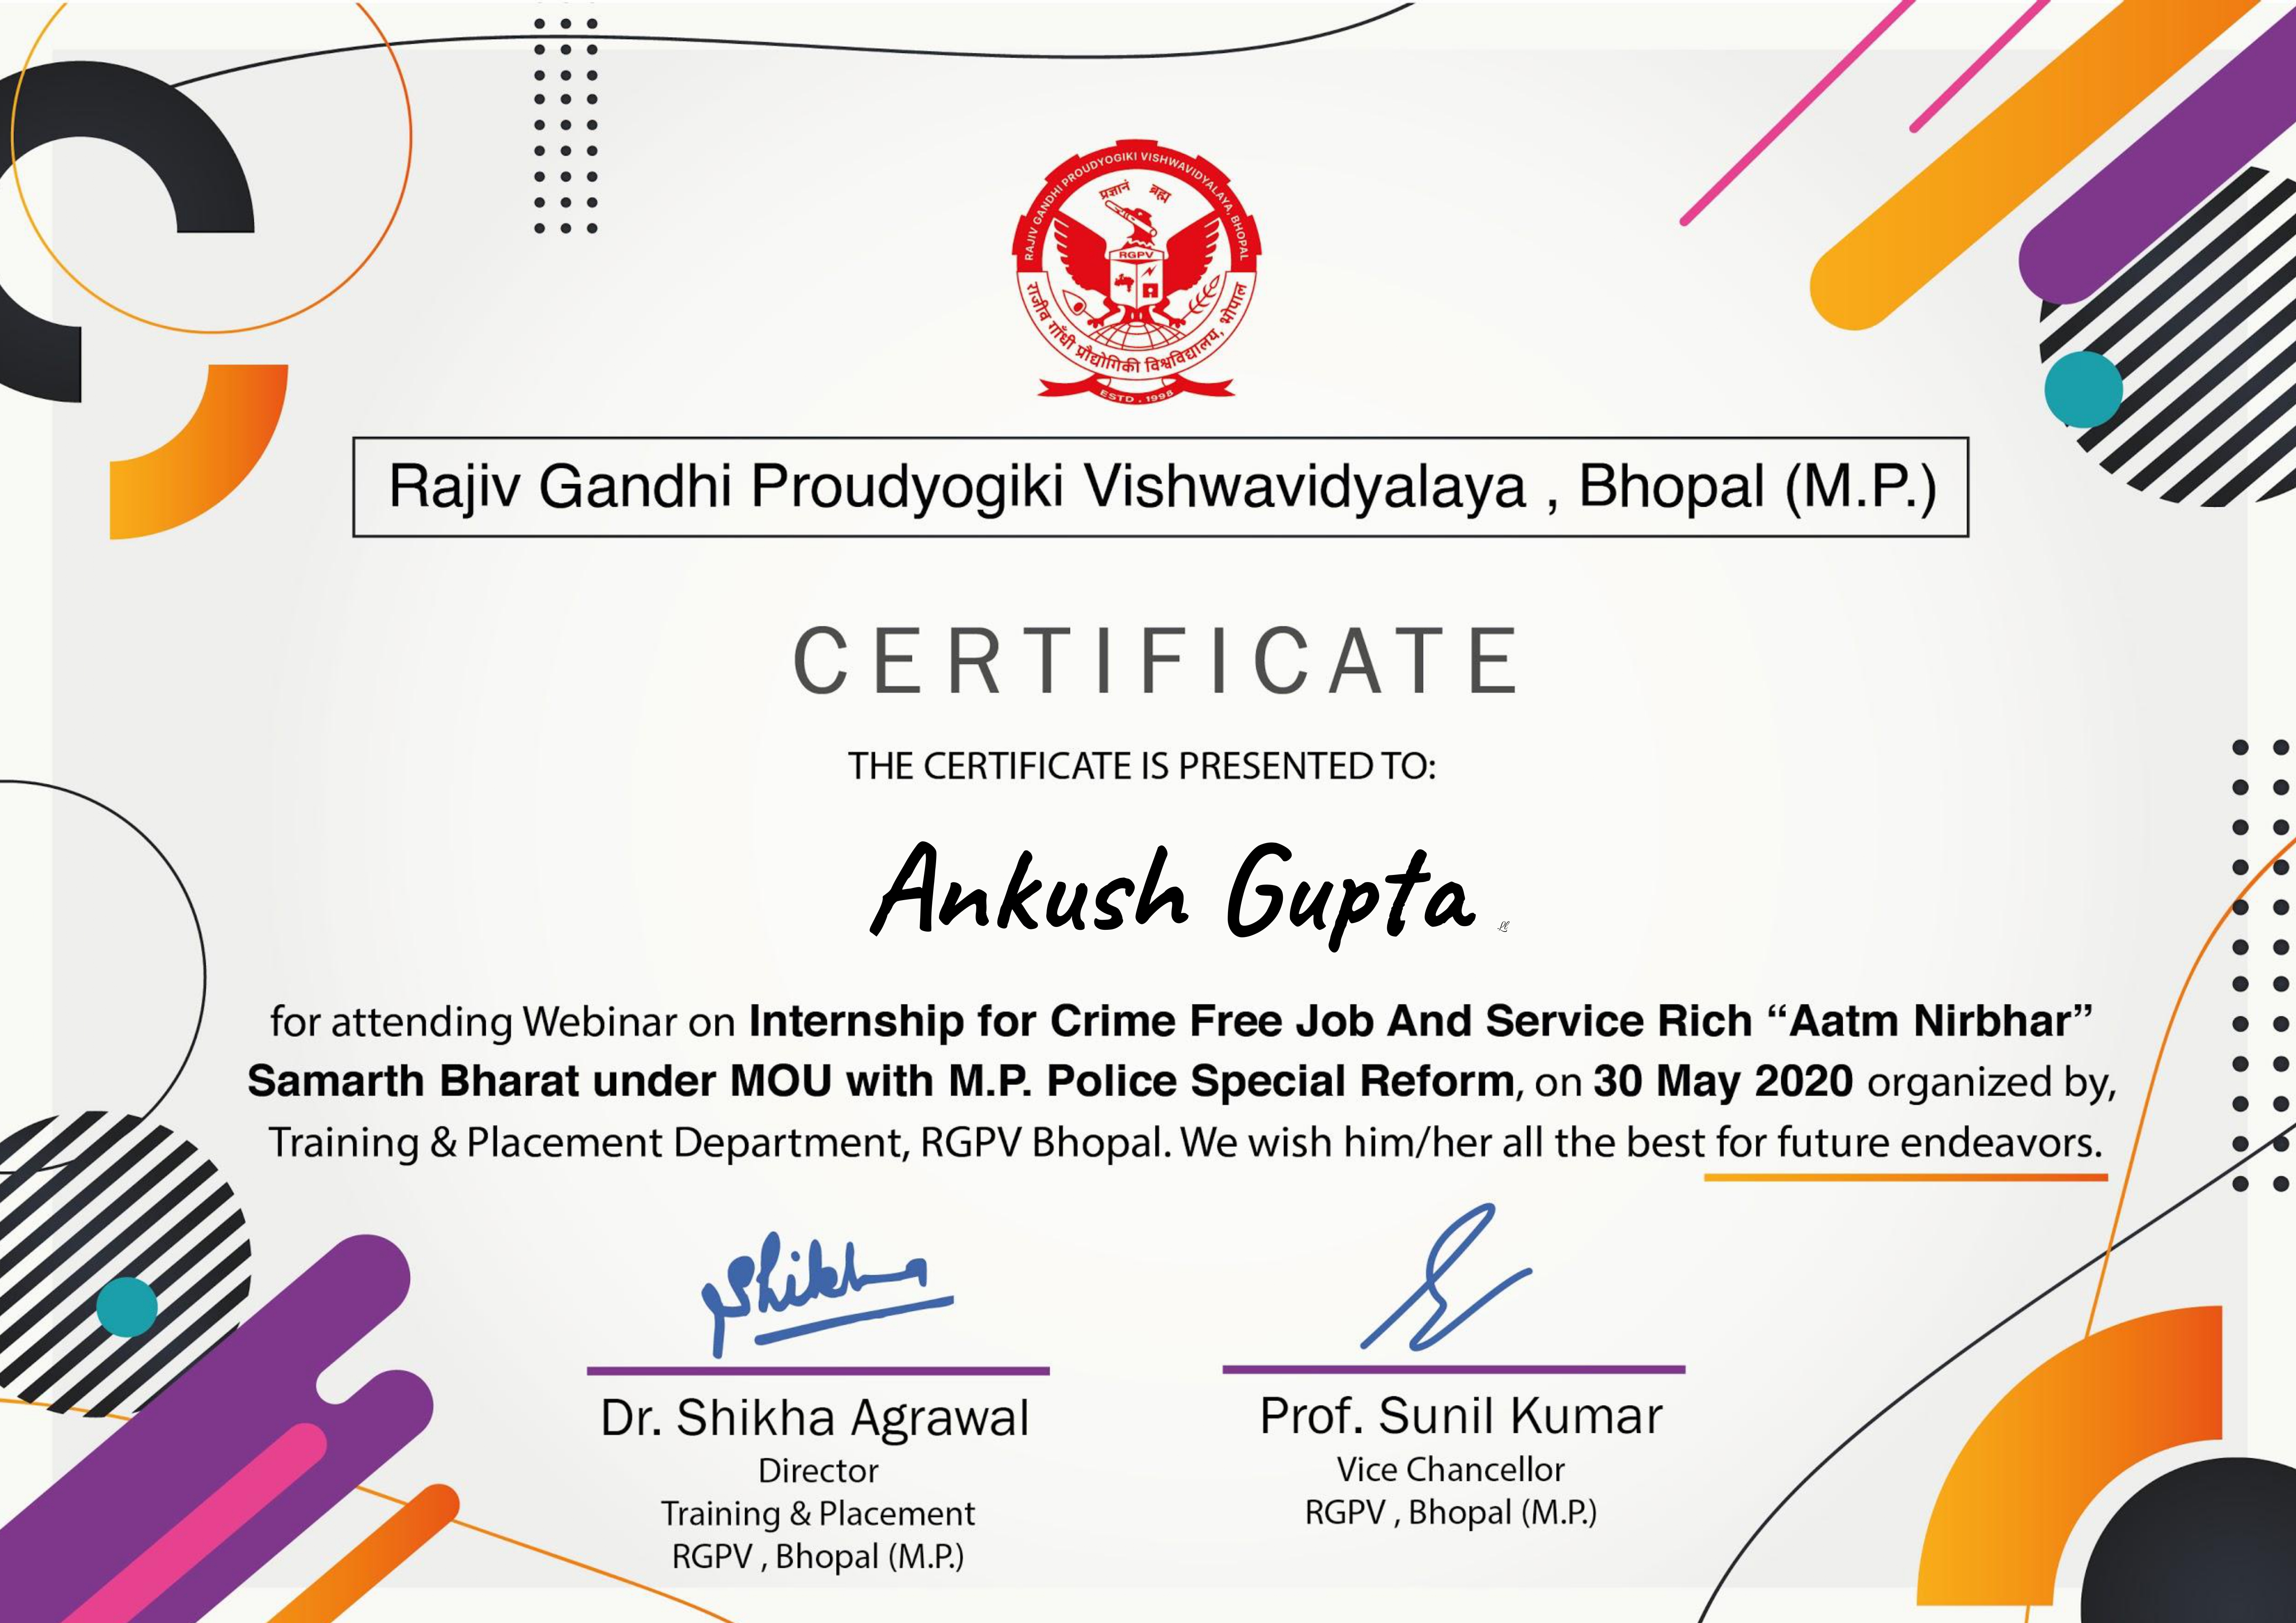 RAJIV GANDHI PROUDYOGIKI VISHWAVIDYALAYA, BHOPAL
प्रज्ञानं ब्रह्म
RGPV
राजीव गाँधी प्रौद्योगिकी विश्वविद्यालय, भोपाल
ESTD . 1998
Rajiv Gandhi Proudyogiki Vishwavidyalaya , Bhopal (M.P.)
CERTIFICATE
THE CERTIFICATE IS PRESENTED TO:
Ankush Gupta
for attending Webinar on Internship for Crime Free Job And Service Rich “Aatm Nirbhar”
Samarth Bharat under MOU with M.P. Police Special Reform, on 30 May 2020 organized by,
Training & Placement Department, RGPV Bhopal. We wish him/her all the best for future endeavors.
Shikha
Dr. Shikha Agrawal
Director
Training & Placement
RGPV , Bhopal (M.P.)
Prof. Sunil Kumar
Vice Chancellor
RGPV , Bhopal (M.P.)